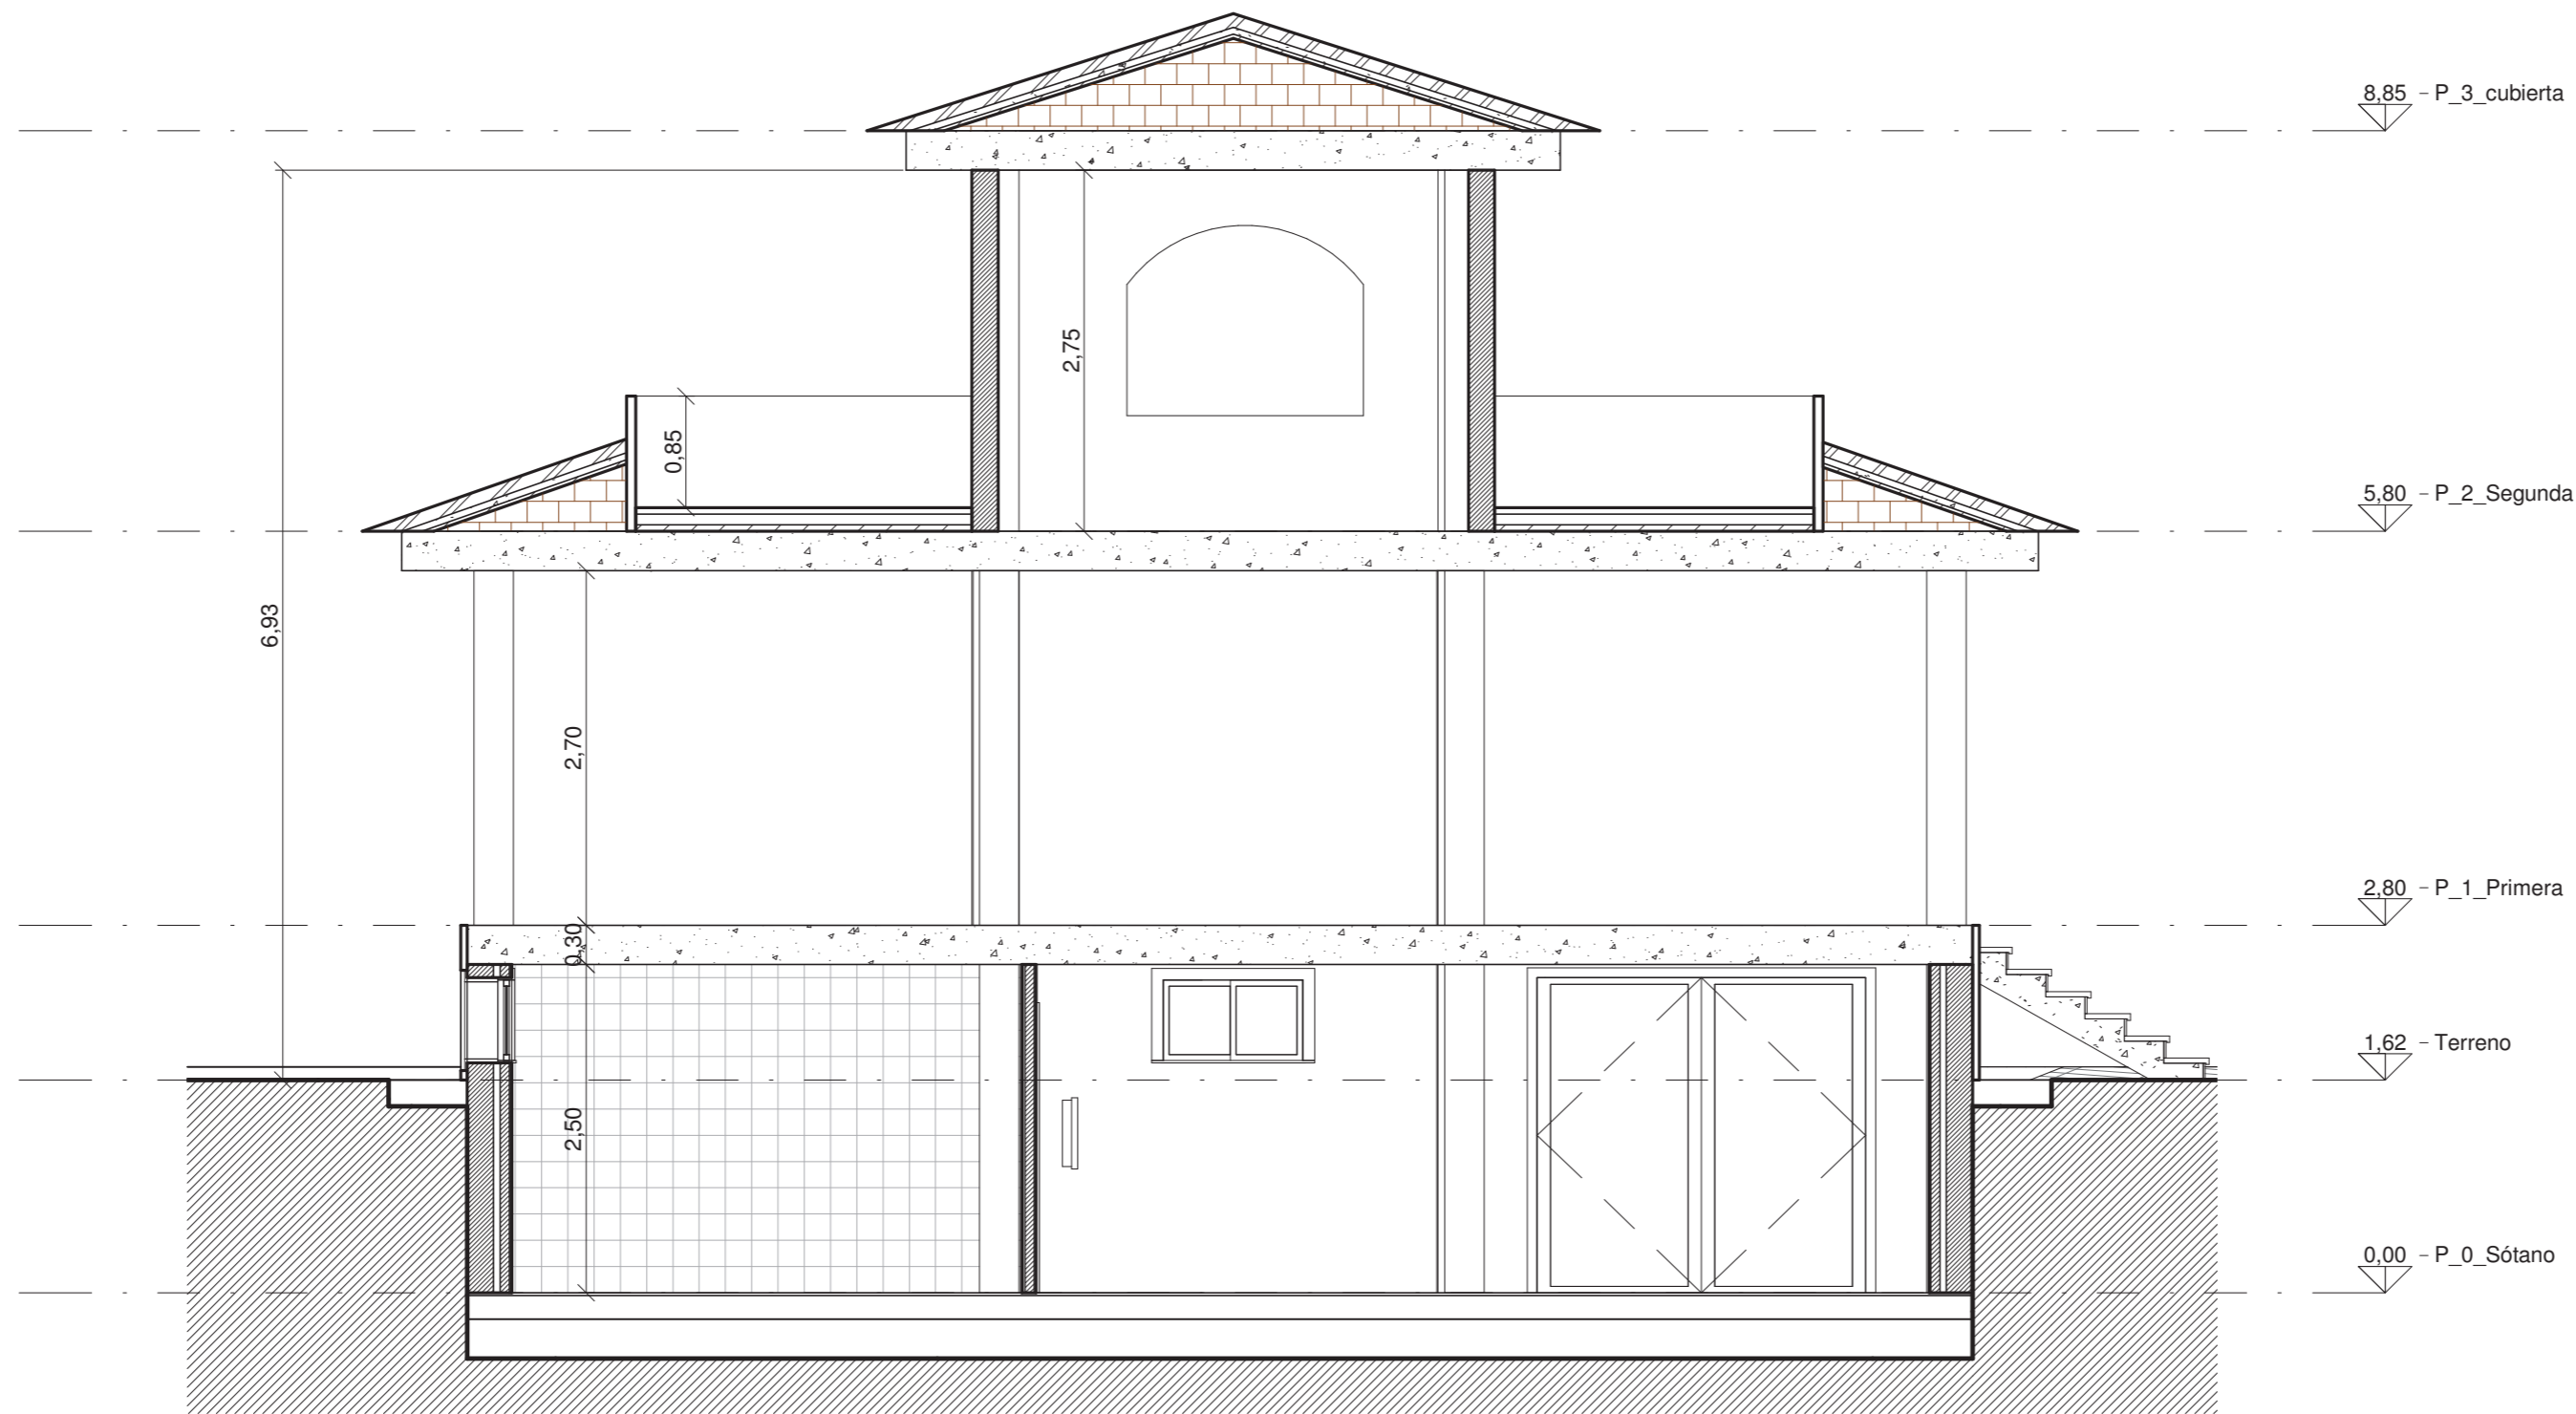 8,85 - P_3_cubierta
2,75
0,85
5,80 - P_2_Segunda
6,93
2,70
2,80 - P_1_Primera
0,30
1,62 - Terreno
2,50
0,00 - P_0_Sótano